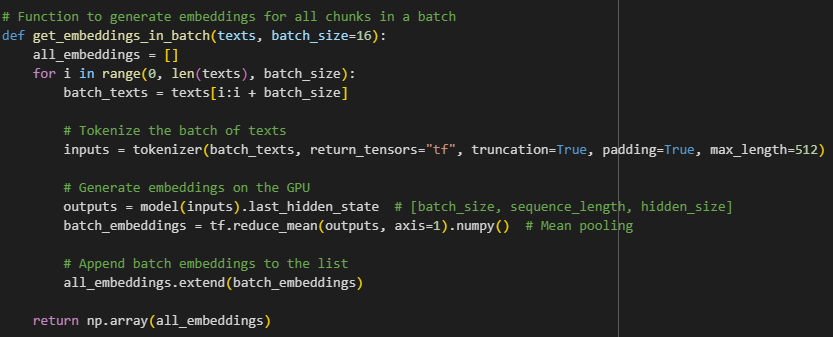 # Function to generate embeddings for all chunks in a batch
def get_embeddings_in_batch(texts, batch_size=16):
    all_embeddings = []
    for i in range(0, len(texts), batch_size):
        batch_texts = texts[i:i + batch_size]

        # Tokenize the batch of texts
        inputs = tokenizer(batch_texts, return_tensors="tf", truncation=True, padding=True, max_length=512)

        # Generate embeddings on the GPU
        outputs = model(inputs).last_hidden_state  # [batch_size, sequence_length, hidden_size]
        batch_embeddings = tf.reduce_mean(outputs, axis=1).numpy()  # Mean pooling

        # Append batch embeddings to the list
        all_embeddings.extend(batch_embeddings)

    return np.array(all_embeddings)